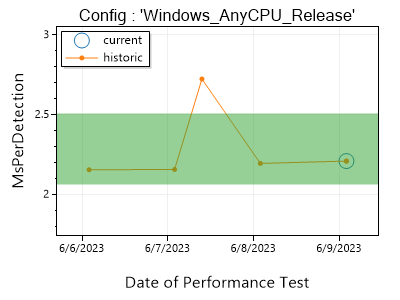 Config : 'Windows_AnyCPU_Release'
current
historic
3
2.5
2
MsPerDetection
6/6/2023 6/7/2023 6/8/2023 6/9/2023
Date of Performance Test